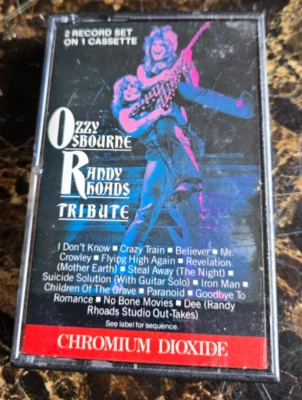 2 RECORD SET
ON 1 CASSETTE
OZZY
OSBOURNE
RANDY
RHOADS
TRIBUTE
I Don't Know ■ Crazy Train ■ Believer ■ Mr.
Crowley ■ Flying High Again ■ Revelation
(Mother Earth) ■ Steal Away (The Night) ■
Suicide Solution (With Guitar Solo) ■ Iron Man ■
Children Of The Grave ■ Paranoid ■ Goodbye To
Romance ■ No Bone Movies ■ Dee (Randy
Rhoads Studio Out-Takes)
See label for sequence.
CHROMIUM DIOXIDE